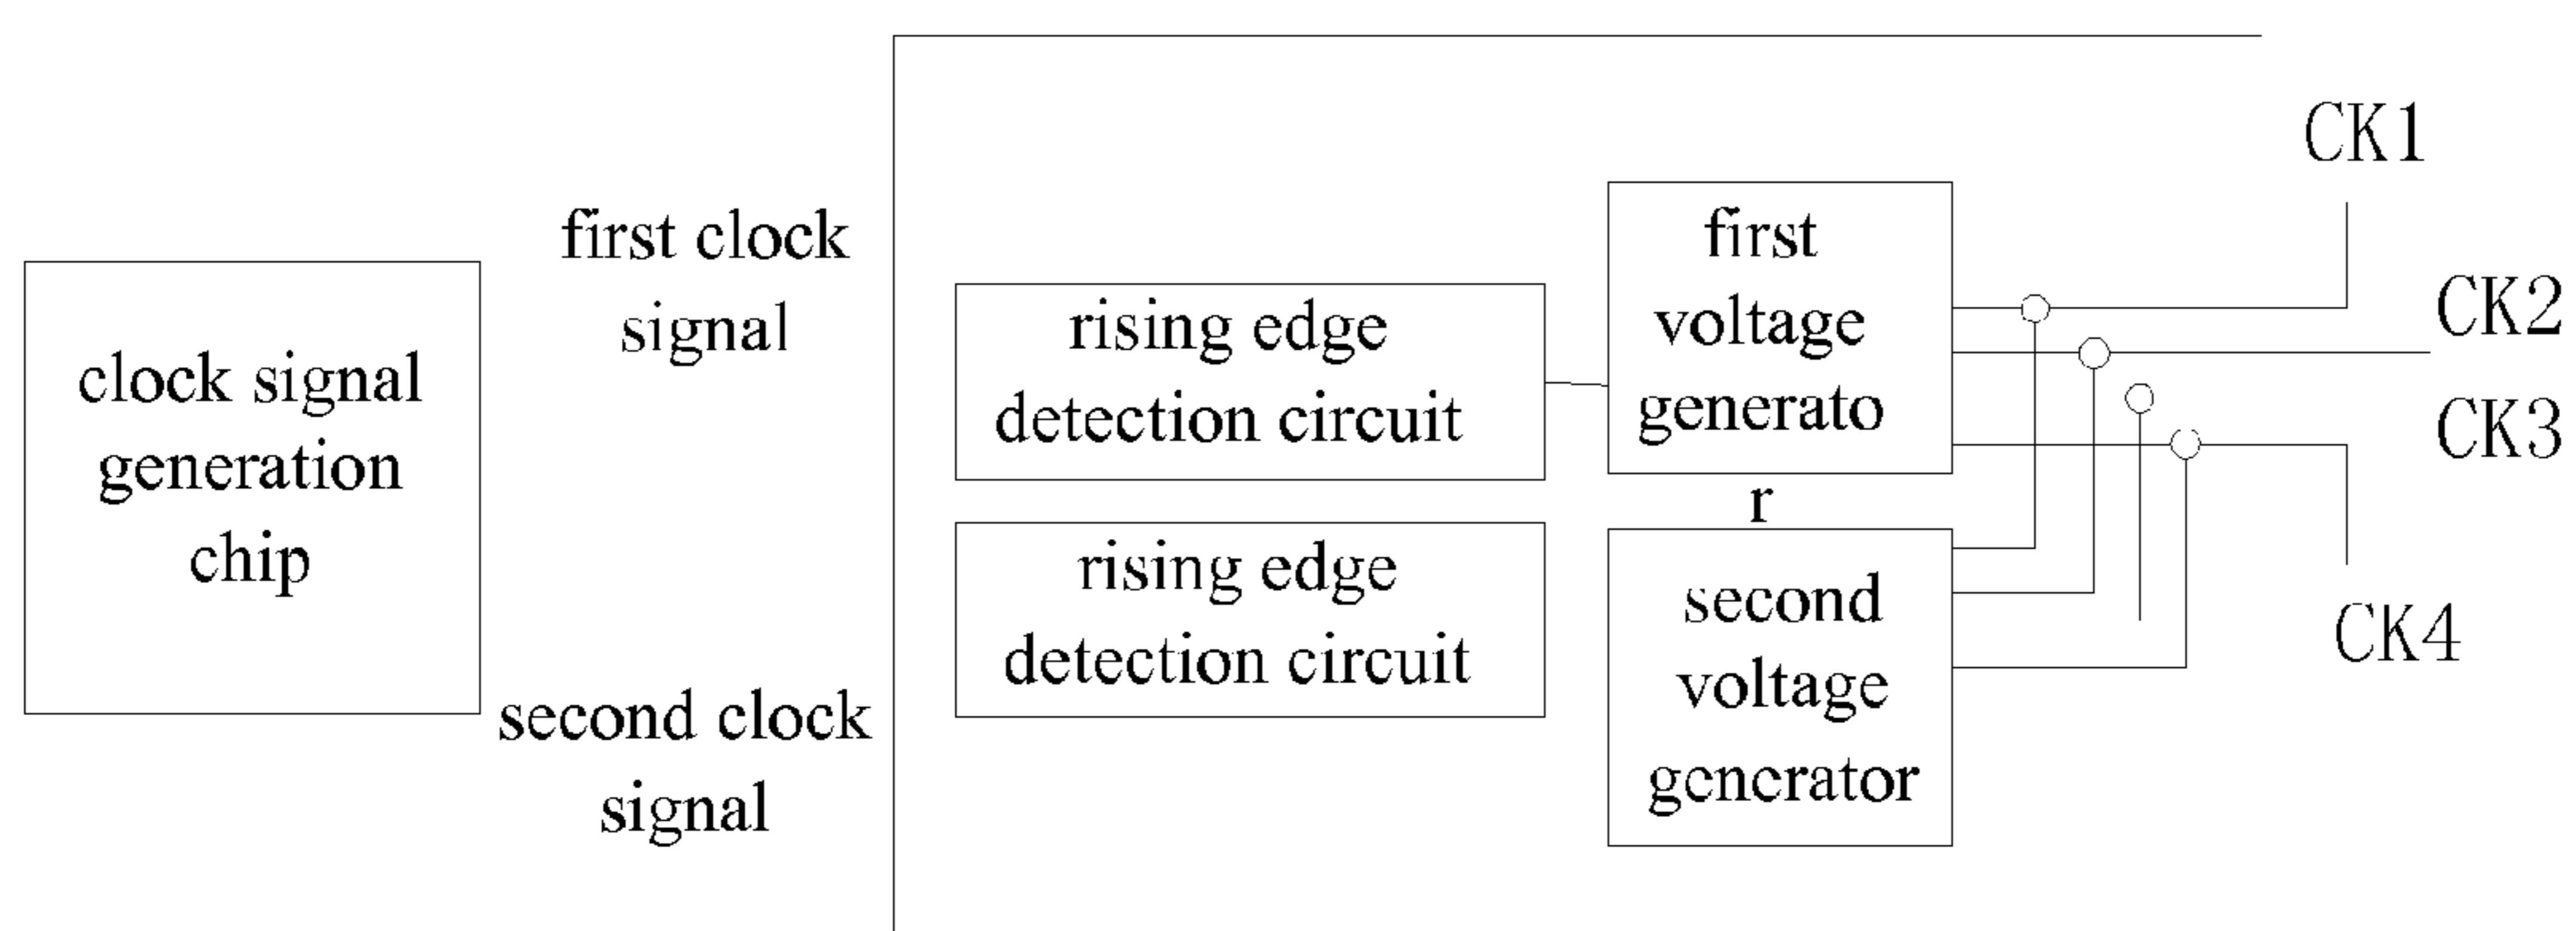 clock signal
generation
chip
first clock
signal
second clock
signal
rising edge
detection circuit
rising edge
detection circuit
first
voltage
generato
r
second
voltage
generator
CK1
CK2
CK3
CK4